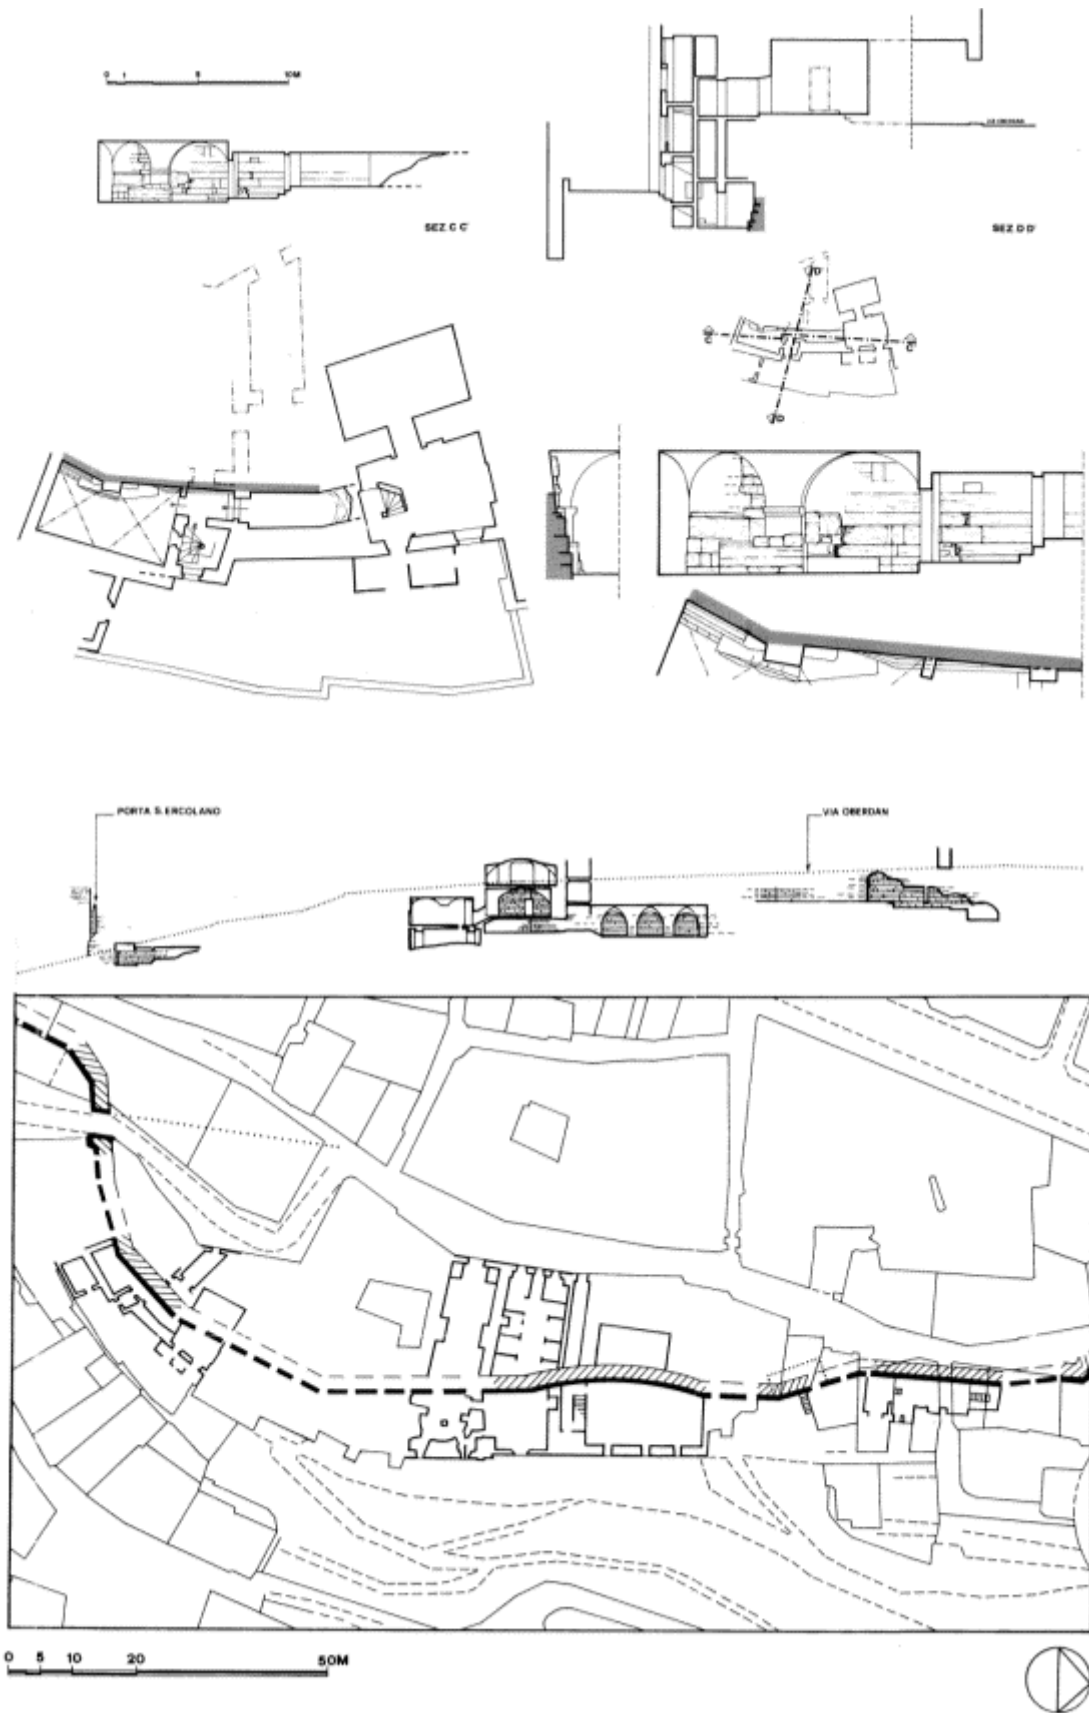 0 1 5 10M
SEZ C C'
SEZ D D'
PORTA S. ERCOLANO
VIA OBERDAN
0 5 10 20 50M